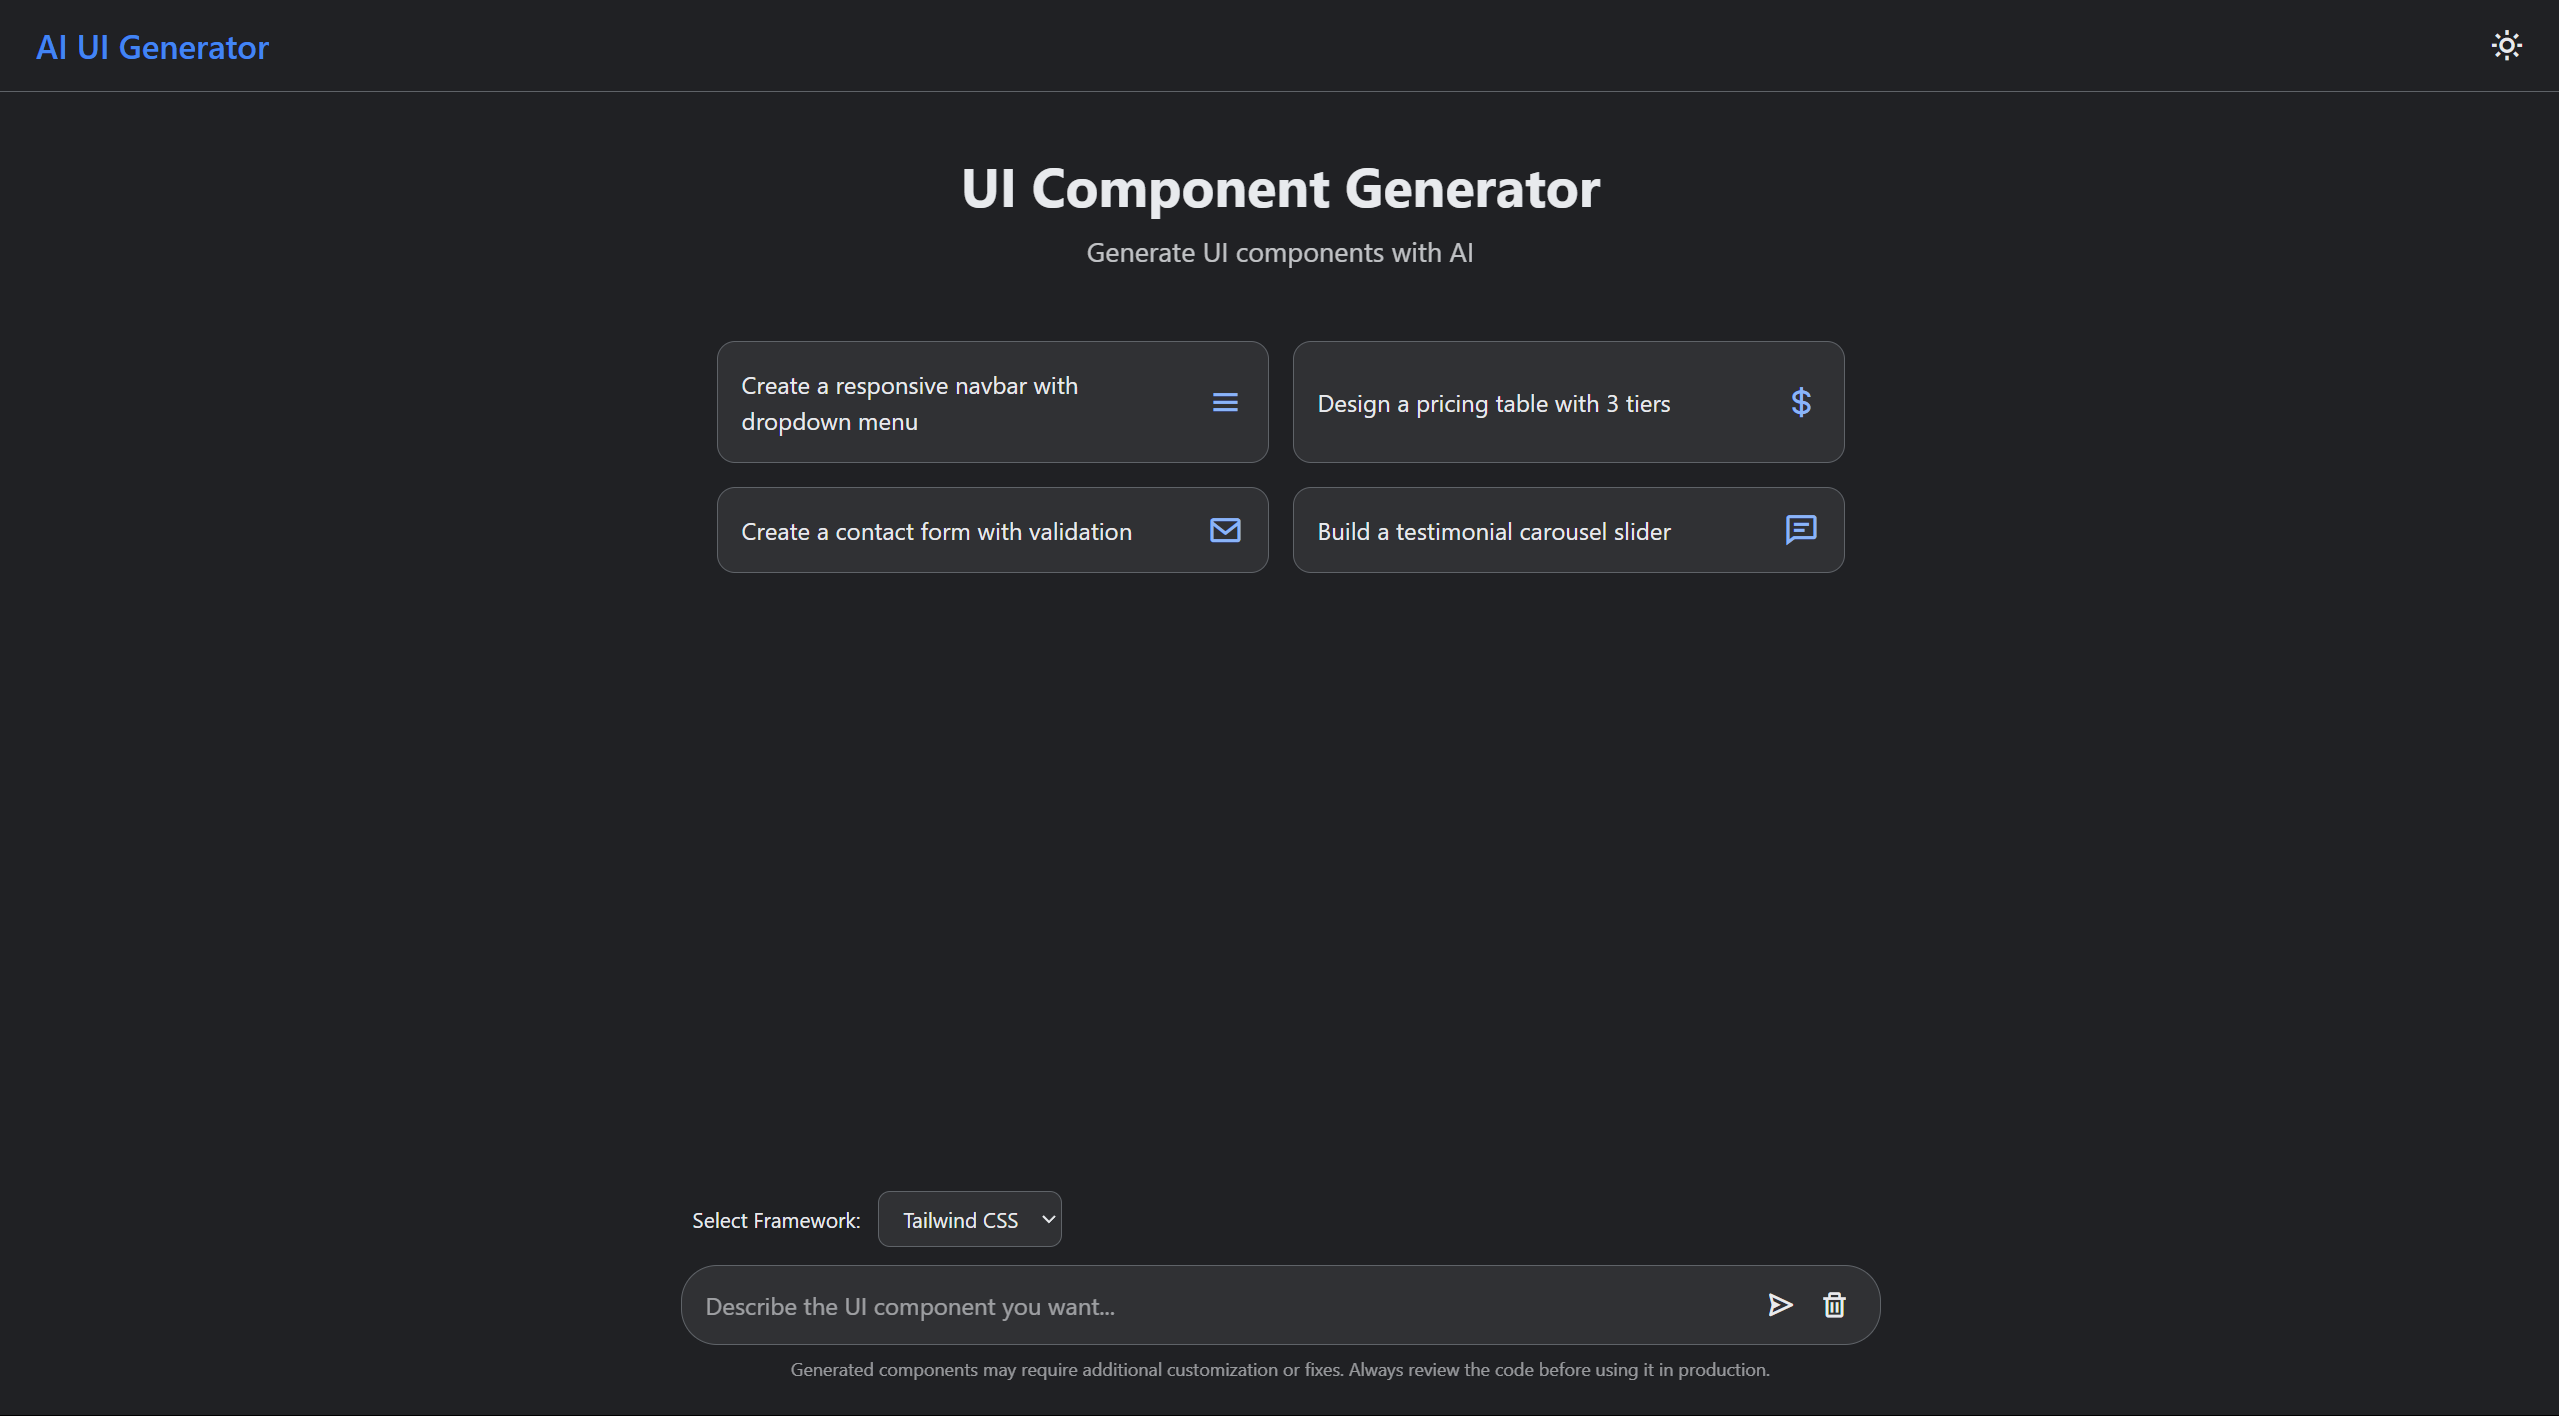 AI UI Generator
UI Component Generator
Generate UI components with AI
Create a responsive navbar with
dropdown menu
Design a pricing table with 3 tiers
Create a contact form with validation
Build a testimonial carousel slider
Select Framework:
Tailwind CSS
Describe the UI component you want...
Generated components may require additional customization or fixes. Always review the code before using it in production.